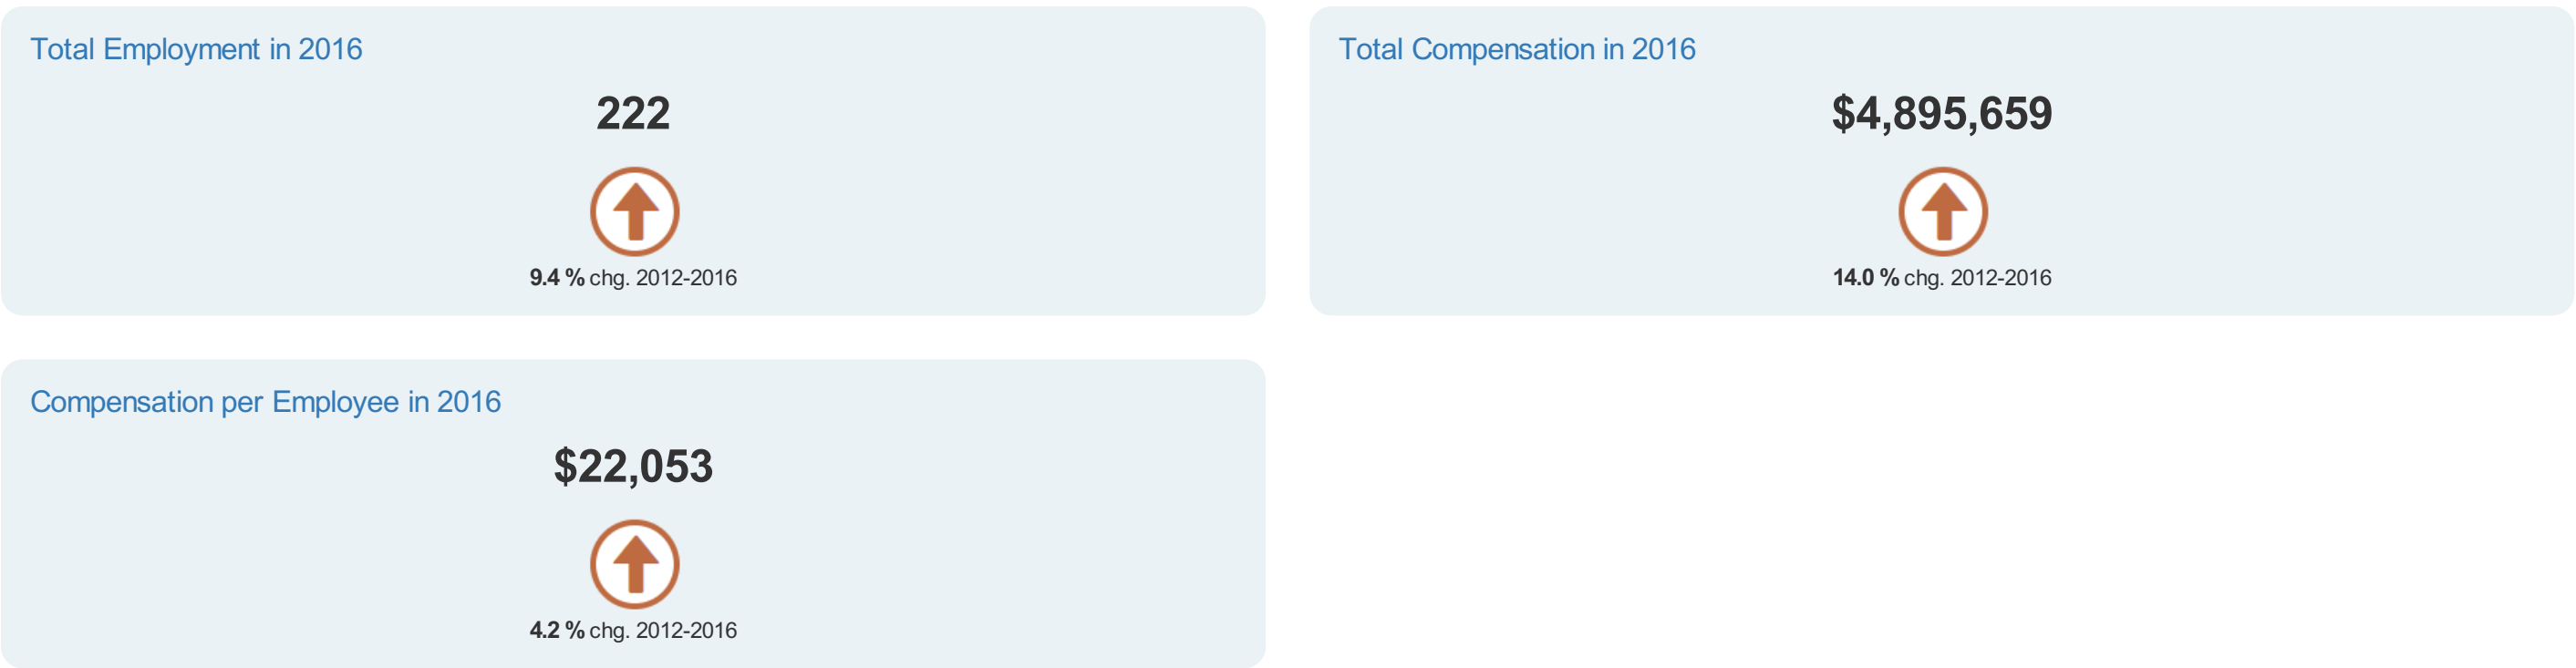 Total Employment in 2016
222
9.4 % chg. 2012-2016
Total Compensation in 2016
$4,895,659
14.0 % chg. 2012-2016
Compensation per Employee in 2016
$22,053
4.2 % chg. 2012-2016